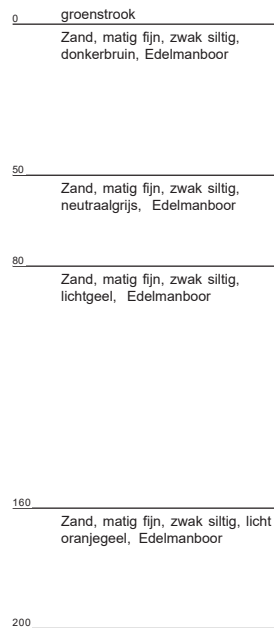 0 groenstrook
Zand, matig fijn, zwak siltig,
donkerbruin, Edelmanboor
50
Zand, matig fijn, zwak siltig,
neutraalgrijs, Edelmanboor
80
Zand, matig fijn, zwak siltig,
lichtgeel, Edelmanboor
160
Zand, matig fijn, zwak siltig, licht
oranjegeel, Edelmanboor
200